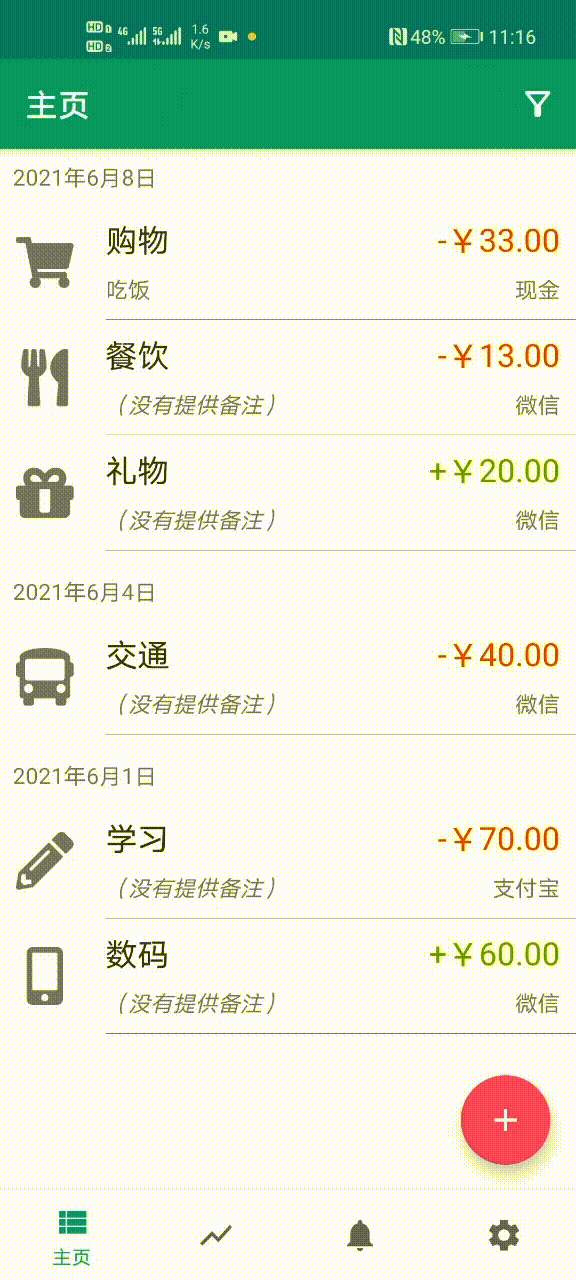 HD 1 4G 5G 1.6 K/s 48% 11:16
HD 2
主页
2021年6月8日
购物 -￥33.00
吃饭 现金
餐饮 -￥13.00
（没有提供备注） 微信
礼物 +￥20.00
（没有提供备注） 微信
2021年6月4日
交通 -￥40.00
（没有提供备注） 微信
2021年6月1日
学习 -￥70.00
（没有提供备注） 支付宝
数码 +￥60.00
（没有提供备注） 微信
主页